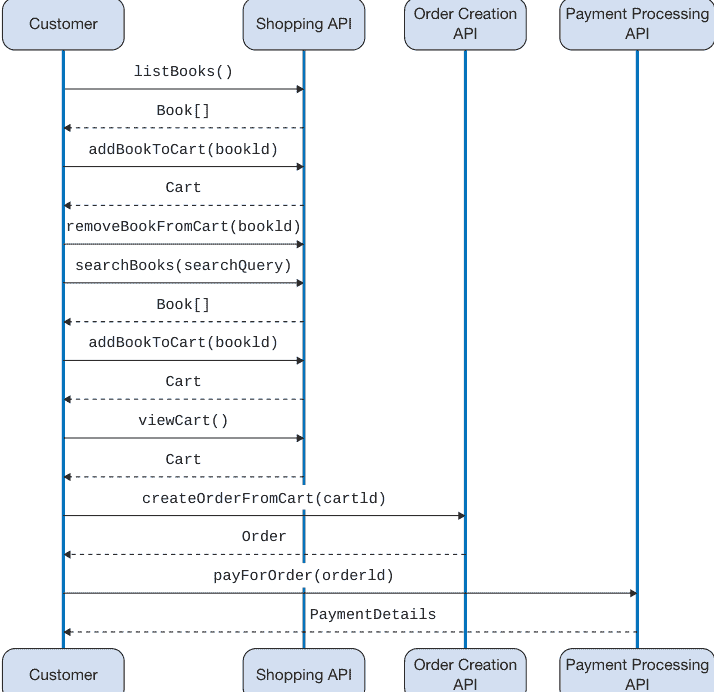 Customer
Shopping API
Order Creation
API
Payment Processing
API
listBooks()
Book[]
addBookToCart(bookld)
Cart
removeBookFromCart(bookld)
searchBooks(searchQuery)
Book[]
addBookToCart(bookld)
Cart
viewCart()
Cart
createOrderFromCart(cartld)
Order
payForOrder(orderld)
PaymentDetails
Customer
Shopping API
Order Creation
API
Payment Processing
API